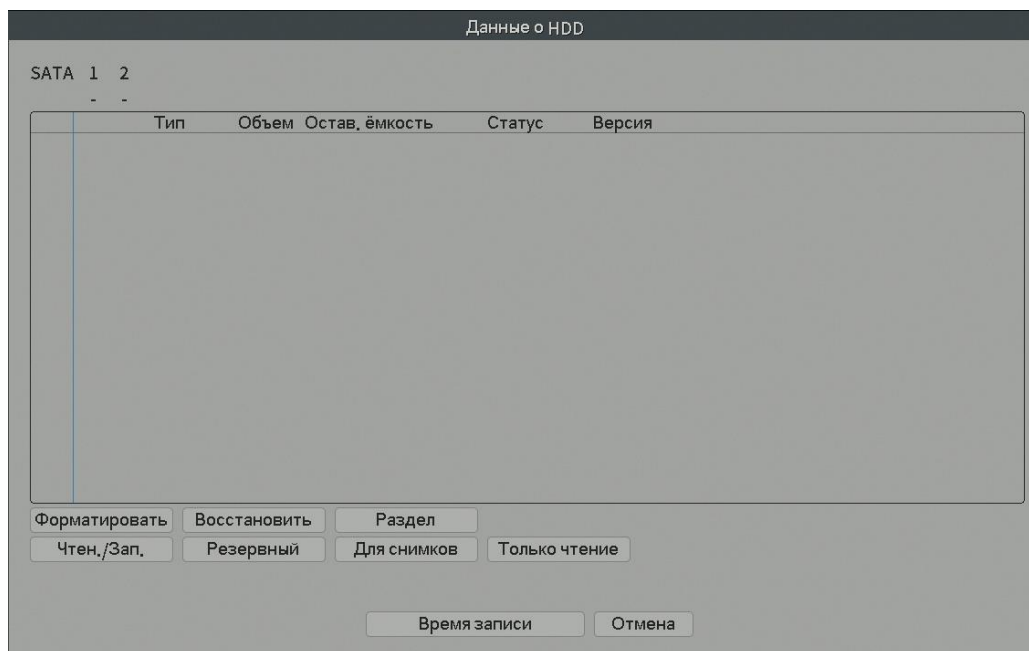 Данные о HDD
SATA 1 2
- -
Тип Объем Остав. ёмкость Статус Версия
Форматировать Восстановить Раздел
Чтен./Зап. Резервный Для снимков Только чтение
Время записи Отмена